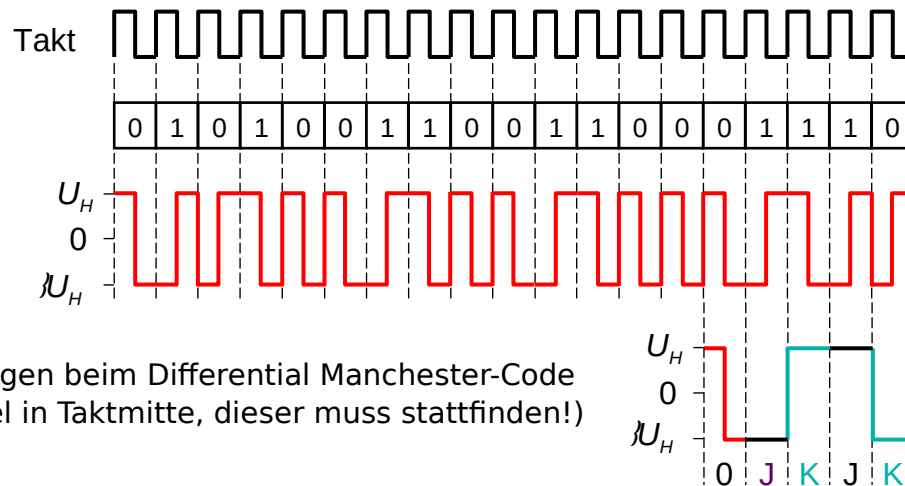 Takt
0 1 0 1 0 0 1 1 0 0 1 1 0 0 0 1 1 1 0
U_H
0
}U_H
gen beim Differential Manchester-Code
el in Taktmitte, dieser muss stattfinden!)
U_H
0
}U_H
0 J K J K